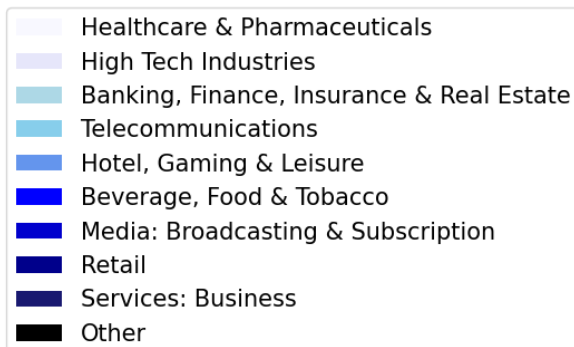 Healthcare & Pharmaceuticals
High Tech Industries
Banking, Finance, Insurance & Real Estate
Telecommunications
Hotel, Gaming & Leisure
Beverage, Food & Tobacco
Media: Broadcasting & Subscription
Retail
Services: Business
Other